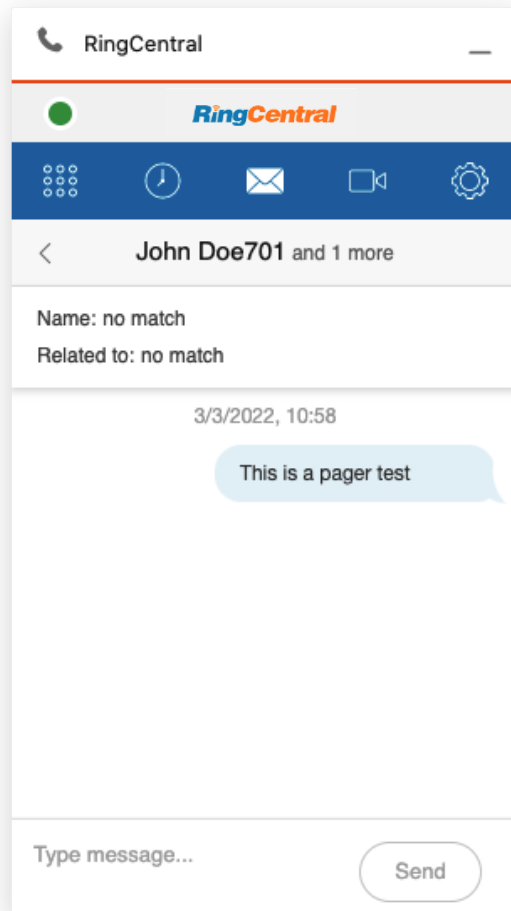 RingCentral
RingCentral
John Doe701 and 1 more
Name: no match
Related to: no match
3/3/2022, 10:58
This is a pager test
Type message...
Send